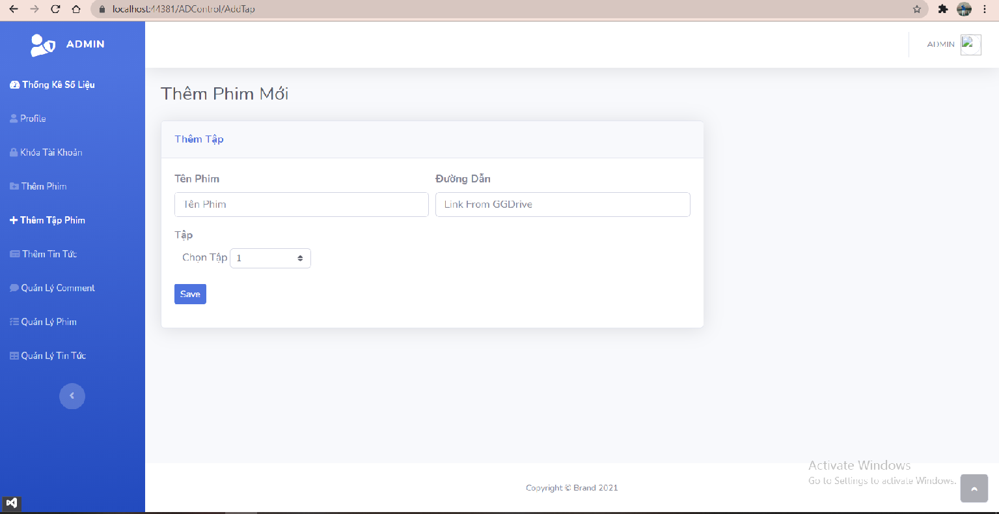 localhost:44381/ADControl/AddTap
ADMIN
ADMIN
Thống Kê Số Liệu
Profile
Khóa Tài Khoản
Thêm Phim
Thêm Tập Phim
Thêm Tin Tức
Quản Lý Comment
Quản Lý Phim
Quản Lý Tin Tức
Thêm Phim Mới
Thêm Tập
Tên Phim
Đường Dẫn
Tên Phim
Link From GGDrive
Tập
Chọn Tập 1
Save
Activate Windows
Go to Settings to activate Windows.
Copyright © Brand 2021